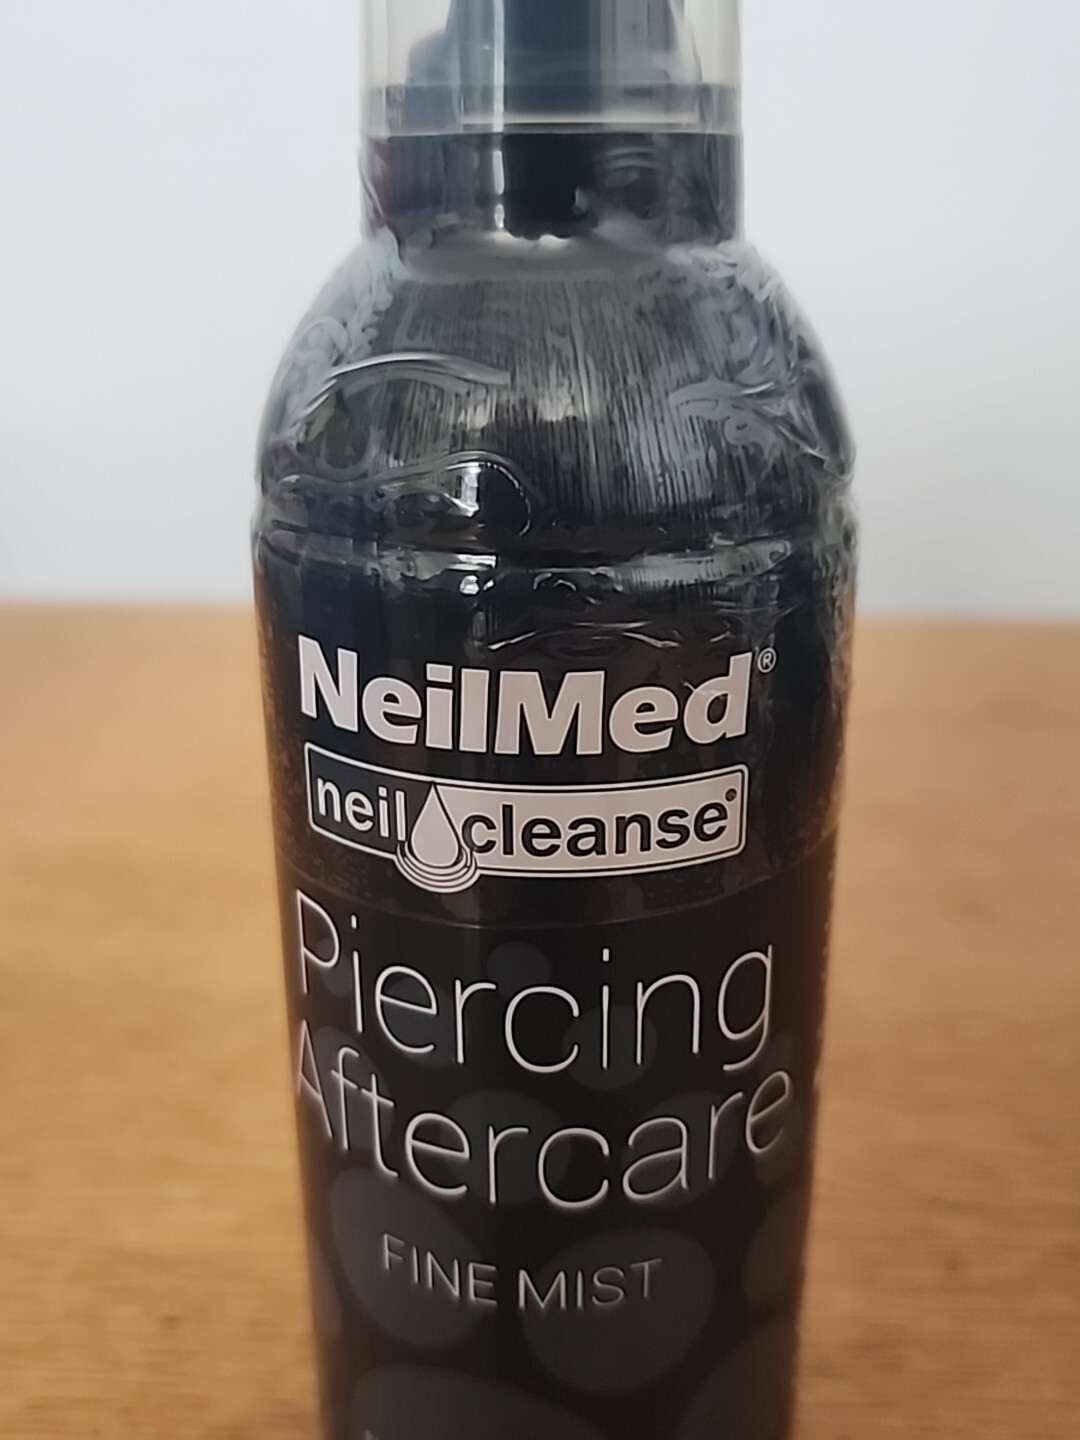 NeilMed®
neil cleanse®
Piercing
Aftercare
FINE MIST